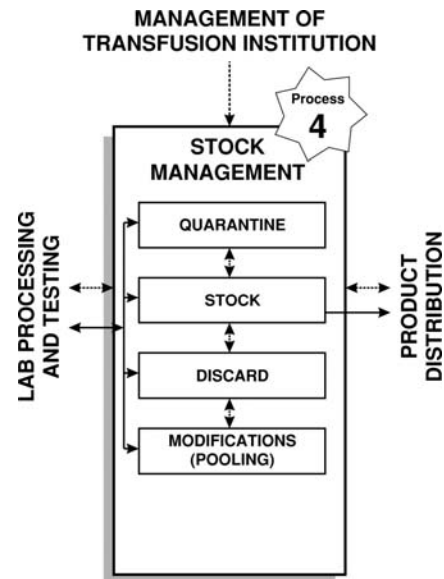 MANAGEMENT OF
TRANSFUSION INSTITUTION
Process
4
STOCK
MANAGEMENT
QUARANTINE
STOCK
DISCARD
MODIFICATIONS
(POOLING)
LAB PROCESSING
AND TESTING
PRODUCT
DISTRIBUTION